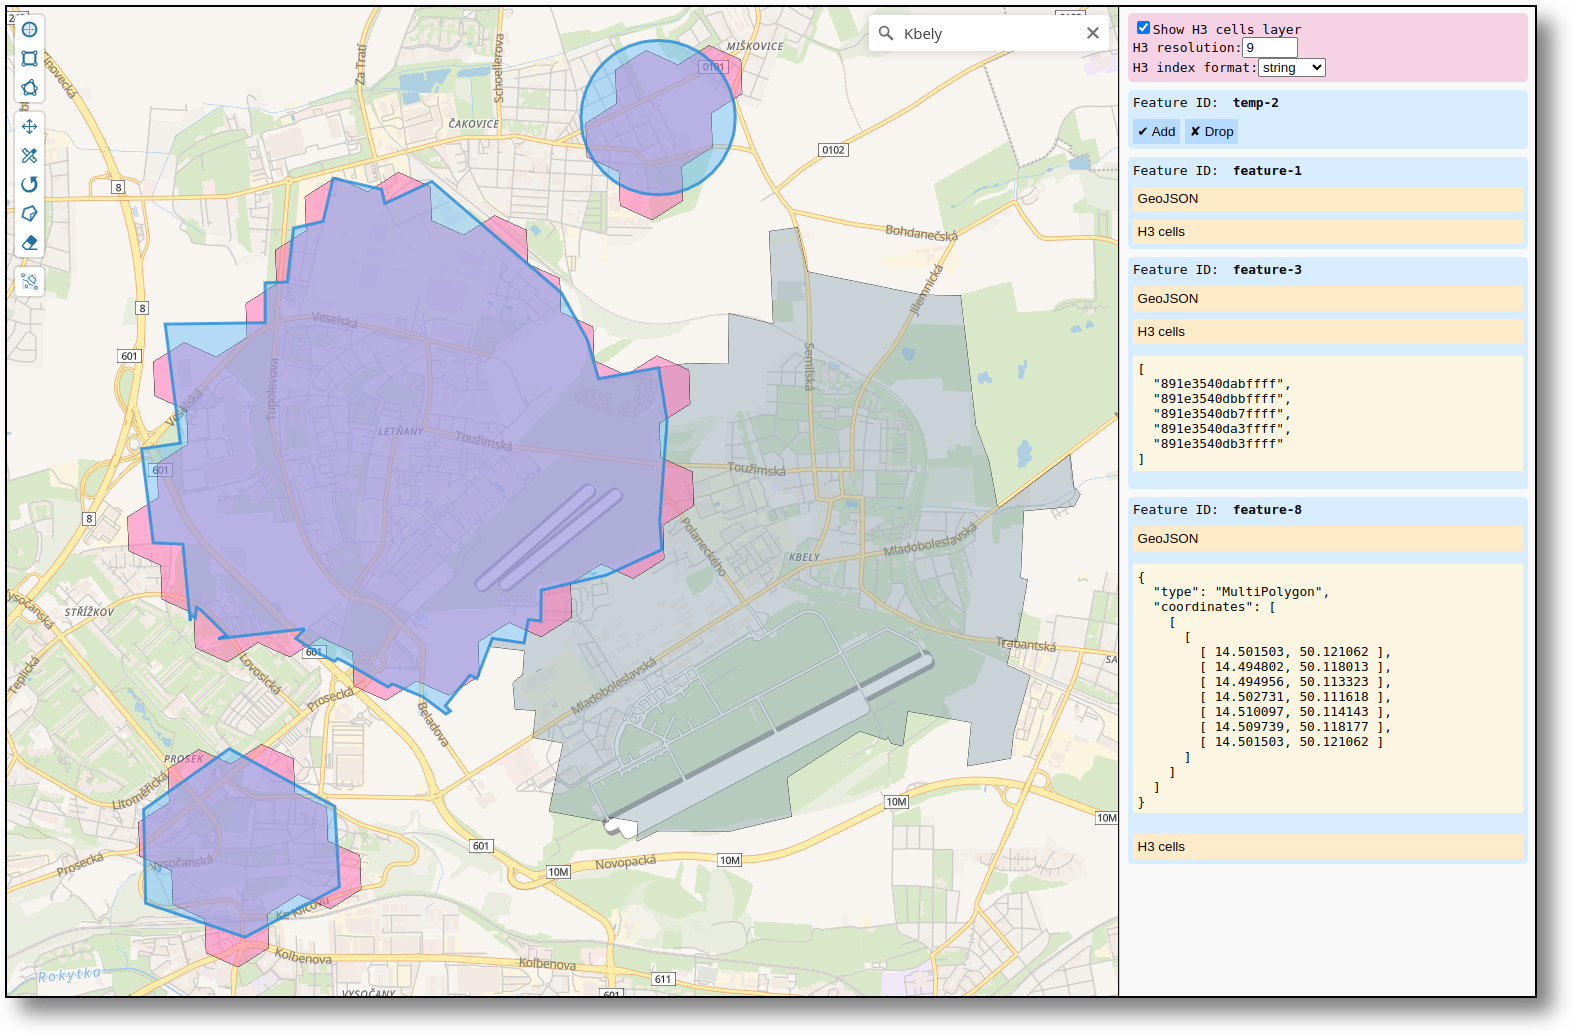 Kbely
MIŠKOVICE
0101
Za Tratí
Schoellerova
ČAKOVICE
0102
8
Bohdanečská
Jilemnická
8
Veselská
601
Semilská
Tupolevova
Veselská
LETŇANY
Toužimská
Toužimská
601
8
Polaneckého
Mladoboleslavská
KBELY
STŘÍŽKOV
Trabantská
601
Teplická
Lovosická
Mladoboleslavská
Prosecká
Beladova
PROSEK
Litoměřická
10M
10M
601
Prosecká
Vysočanská
Novopacká
10M
10M
Ke Klíčovu
Kolbenova
Kolbenova
Rokytka
611
VYSOČANY
601
Show H3 cells layer
H3 resolution: 9
H3 index format: string
Feature ID: temp-2
✔ Add ✘ Drop
Feature ID: feature-1
GeoJSON
H3 cells
Feature ID: feature-3
GeoJSON
H3 cells
[
"891e3540dabffff",
"891e3540dbbffff",
"891e3540db7ffff",
"891e3540da3ffff",
"891e3540db3ffff"
]
Feature ID: feature-8
GeoJSON
{
"type": "MultiPolygon",
"coordinates": [
[
[
[ 14.501503, 50.121062 ],
[ 14.494802, 50.118013 ],
[ 14.494956, 50.113323 ],
[ 14.502731, 50.111618 ],
[ 14.510097, 50.114143 ],
[ 14.509739, 50.118177 ],
[ 14.501503, 50.121062 ]
]
]
]
}
H3 cells